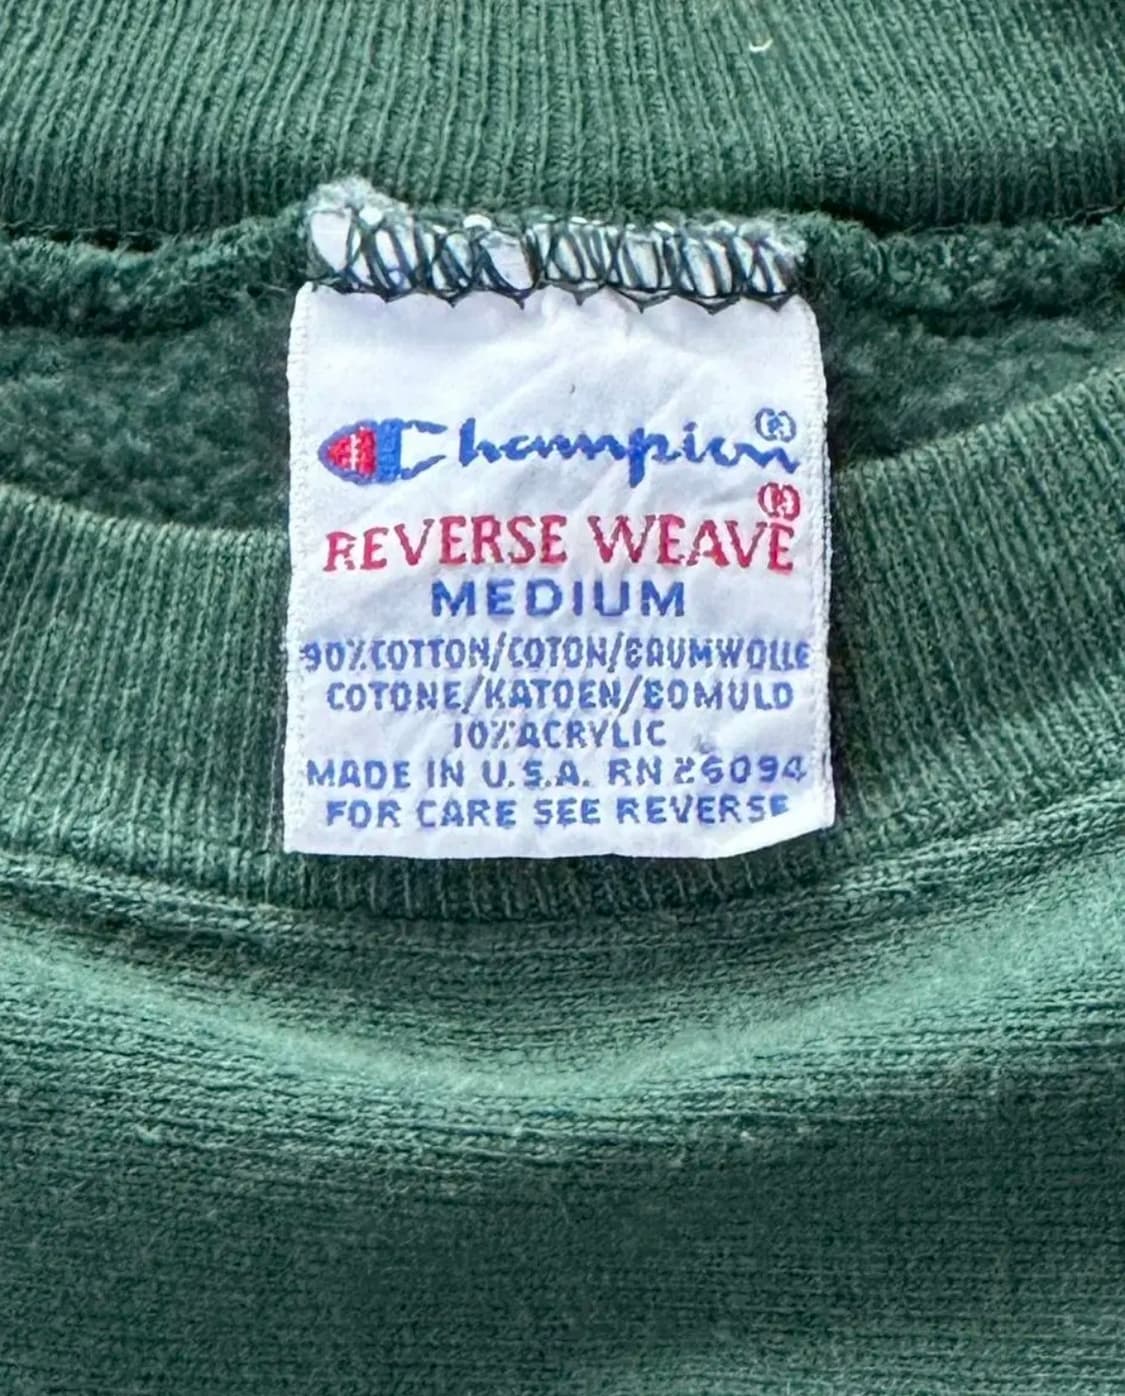 Champion®
REVERSE WEAVE®
MEDIUM
90% COTTON/COTON/BAUMWOLLE
COTONE/KATOEN/BOMULD
10% ACRYLIC
MADE IN U.S.A. RN 26094
FOR CARE SEE REVERSE